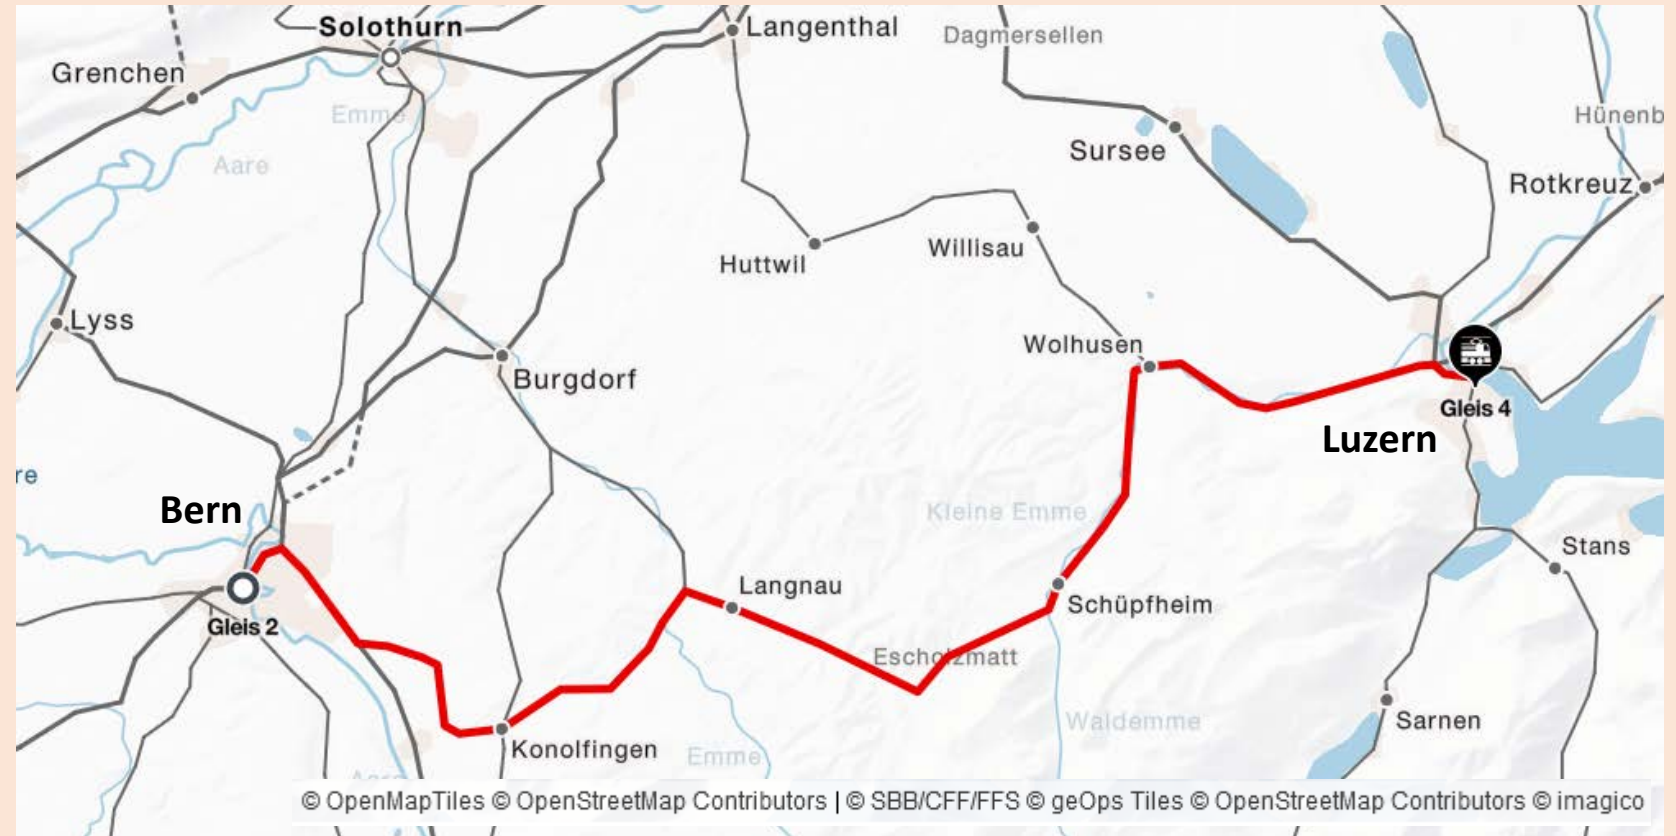 Solothurn
Langenthal
Dagmersellen
Grenchen
Emme
Hünenb
Sursee
Aare
Rotkreuz
Huttwil
Willisau
Lyss
Wolhusen
Burgdorf
Gleis 4
Luzern
re
Bern
Kleine Emme
Stans
Langnau
Schüpfheim
Gleis 2
Escholzmatt
Waldemme
Sarnen
Konolfingen
Emme
Aare
© OpenMapTiles © OpenStreetMap Contributors | © SBB/CFF/FFS © geOps Tiles © OpenStreetMap Contributors © imagico